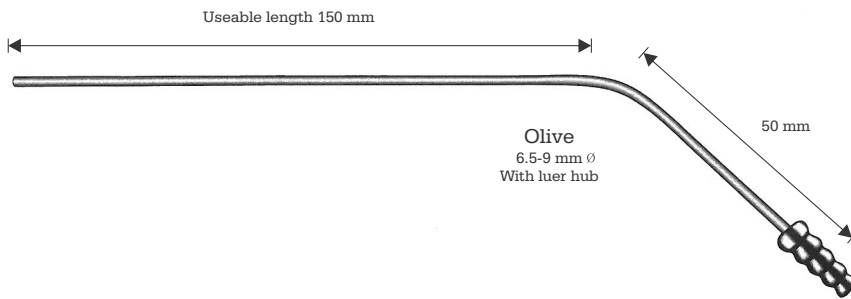 Useable length 150 mm
50 mm
Olive
6.5-9 mm Ø
With luer hub